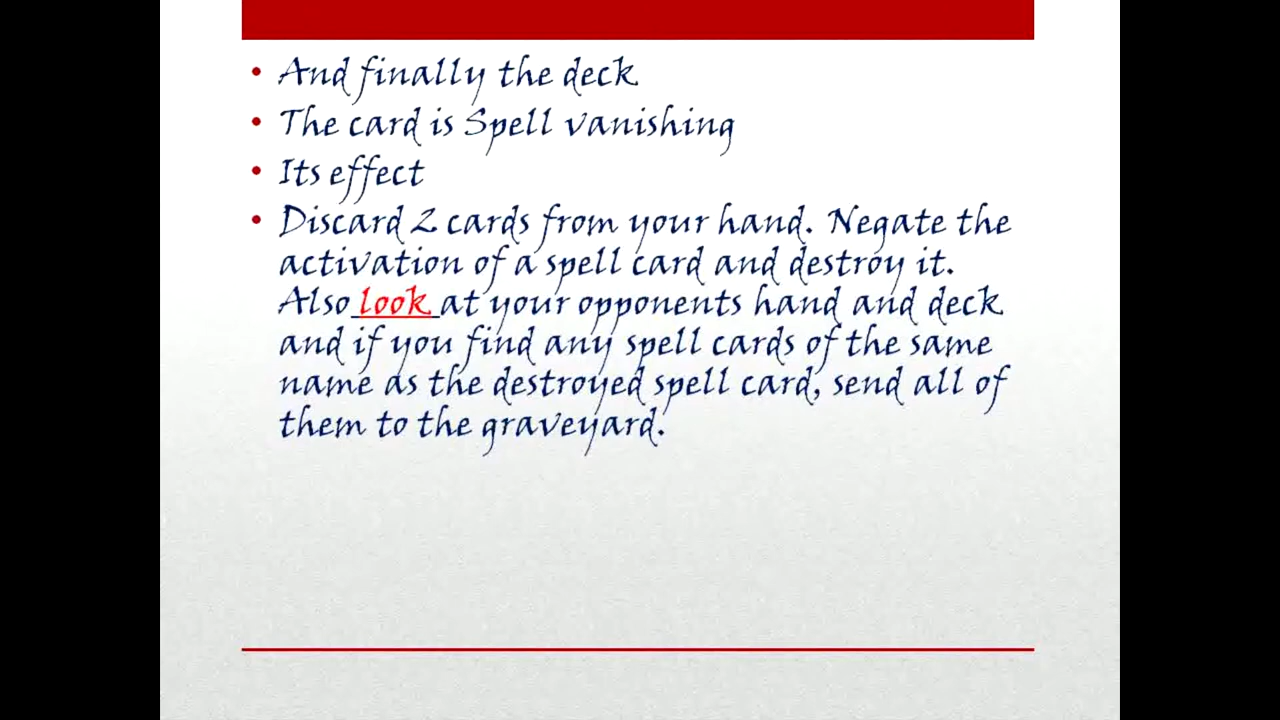 • And finally the deck
• The card is Spell vanishing
• Its effect
• Discard 2 cards from your hand. Negate the
activation of a spell card and destroy it.
Also look at your opponents hand and deck
and if you find any spell cards of the same
name as the destroyed spell card, send all of
them to the graveyard.